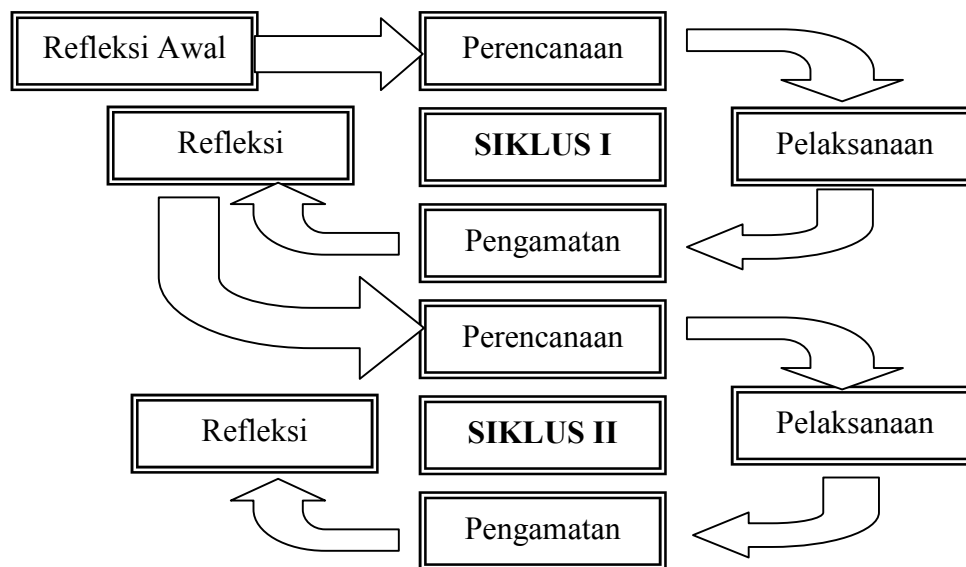 Refleksi Awal
Perencanaan
Refleksi
SIKLUS I
Pelaksanaan
Pengamatan
Perencanaan
Refleksi
SIKLUS II
Pelaksanaan
Pengamatan